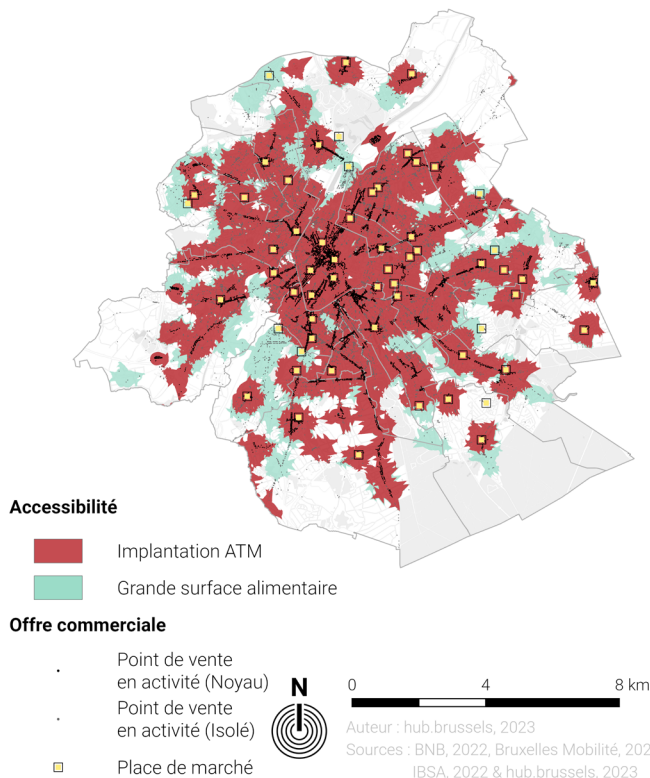 Accessibilité
Implantation ATM
Grande surface alimentaire
Offre commerciale
Point de vente
en activité (Noyau)
Point de vente
en activité (Isolé)
Place de marché
N
0 4 8 km
Auteur : hub.brussels, 2023
Sources : BNB, 2022, Bruxelles Mobilité, 202
IBSA, 2022 & hub.brussels, 2023